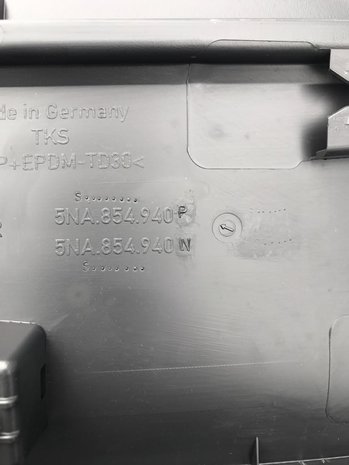 de in Germany
TKS
P+EPDM-TD30<
S
5NA.854.940 P
5NA.854.940 N
S